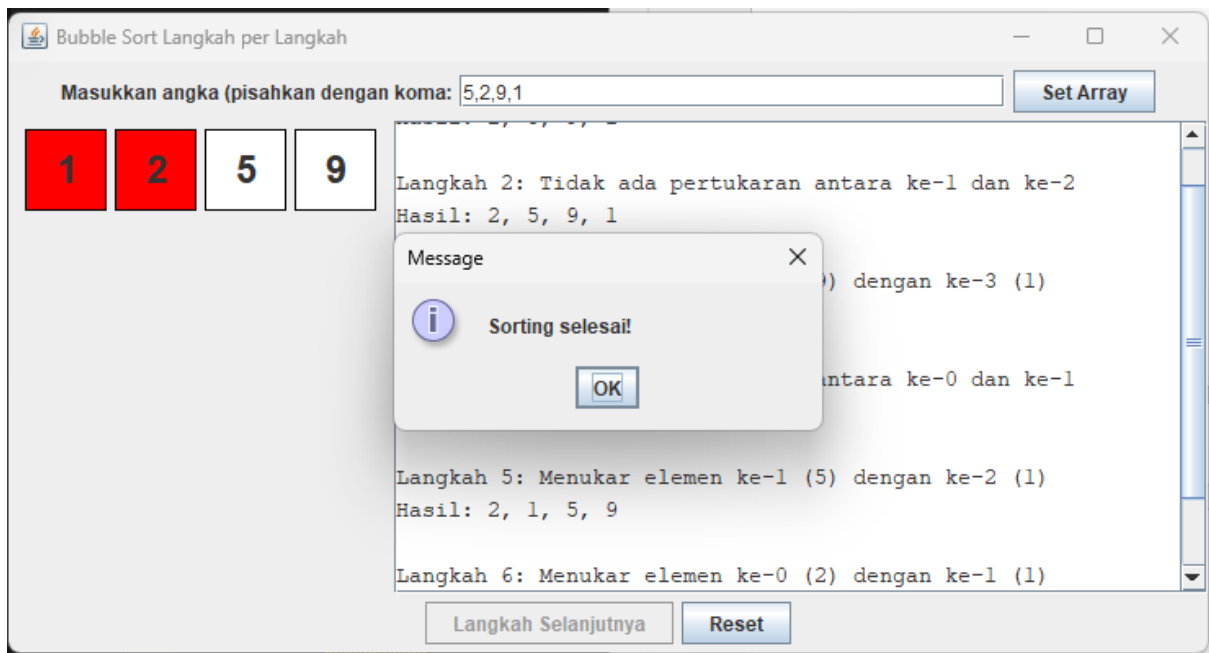 Bubble Sort Langkah per Langkah
Masukkan angka (pisahkan dengan koma: 5,2,9,1 Set Array
1 2 5 9
Langkah 2: Tidak ada pertukaran antara ke-1 dan ke-2
Hasil: 2, 5, 9, 1
Message
) dengan ke-3 (1)
Sorting selesai!
ntara ke-0 dan ke-1
OK
Langkah 5: Menukar elemen ke-1 (5) dengan ke-2 (1)
Hasil: 2, 1, 5, 9
Langkah 6: Menukar elemen ke-0 (2) dengan ke-1 (1)
Langkah Selanjutnya Reset